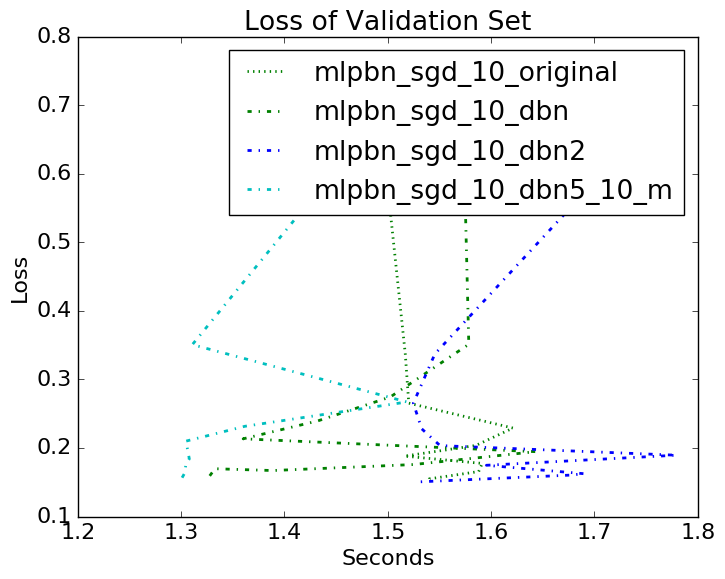 Loss of Validation Set
0.8
0.7
0.6
0.5
0.4
0.3
0.2
0.1
Loss
mlpbn_sgd_10_original
mlpbn_sgd_10_dbn
mlpbn_sgd_10_dbn2
mlpbn_sgd_10_dbn5_10_m
1.2 1.3 1.4 1.5 1.6 1.7 1.8
Seconds